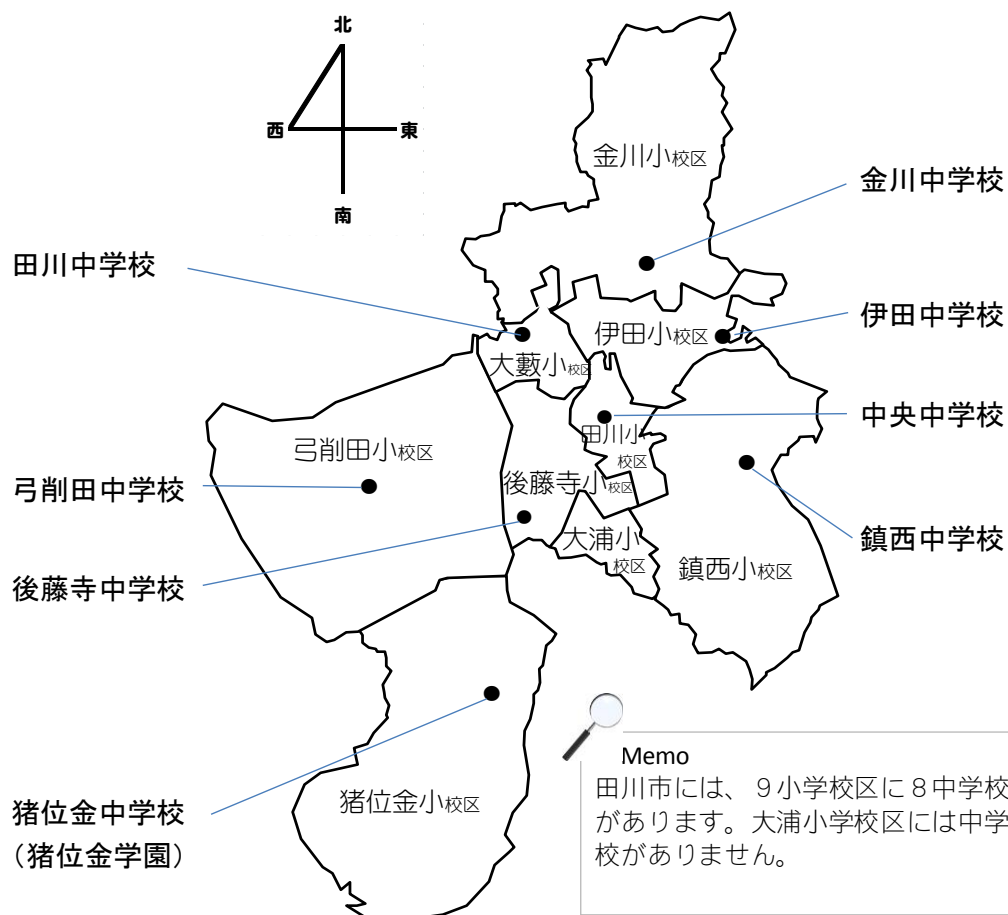 北
西
東
南
金川小校区
金川中学校
田川中学校
伊田小校区
伊田中学校
大藪小校区
中央中学校
田川小
校区
弓削田小校区
弓削田中学校
後藤寺小校区
大浦小
校区
鎮西中学校
鎮西小校区
後藤寺中学校
猪位金小校区
猪位金中学校
（猪位金学園）
Memo
田川市には、９小学校区に８中学校
があります。大浦小学校区には中学
校がありません。